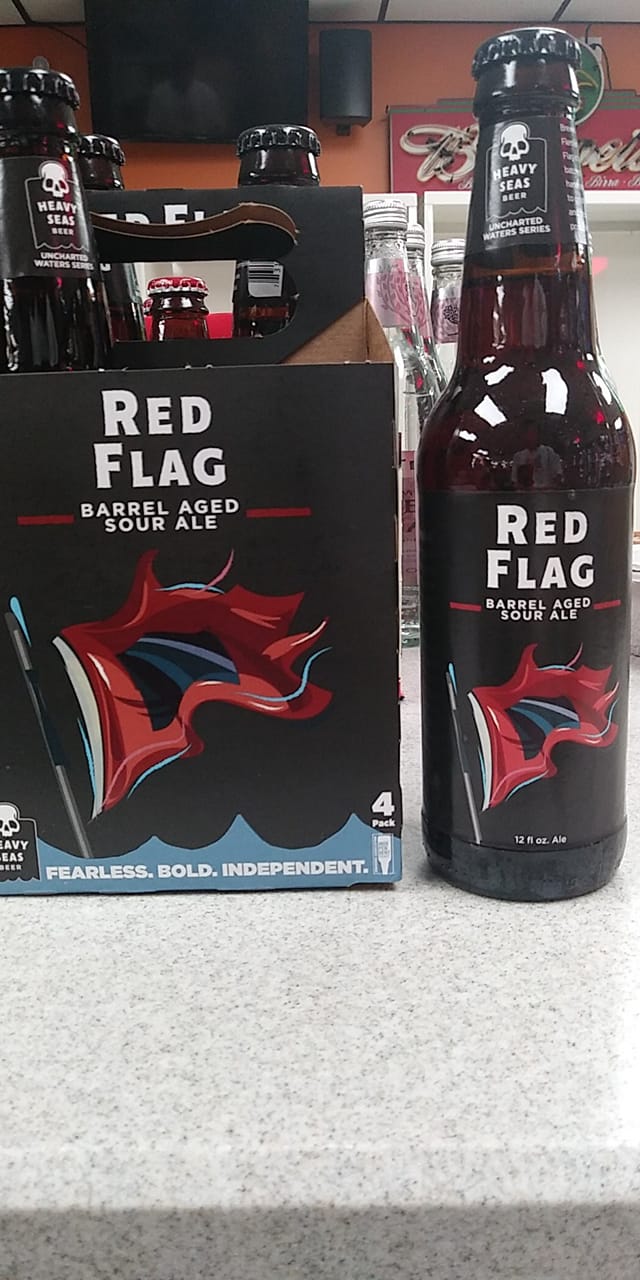 HEAVY
SEAS
BEER
UNCHARTED
WATERS SERIES
RED
FLAG
BARREL AGED
SOUR ALE
4
Pack
SEAS
BEER
FEARLESS. BOLD. INDEPENDENT.
HEAVY
SEAS
BEER
UNCHARTED
WATERS SERIES
RED
FLAG
BARREL AGED
SOUR ALE
12 fl oz. Ale